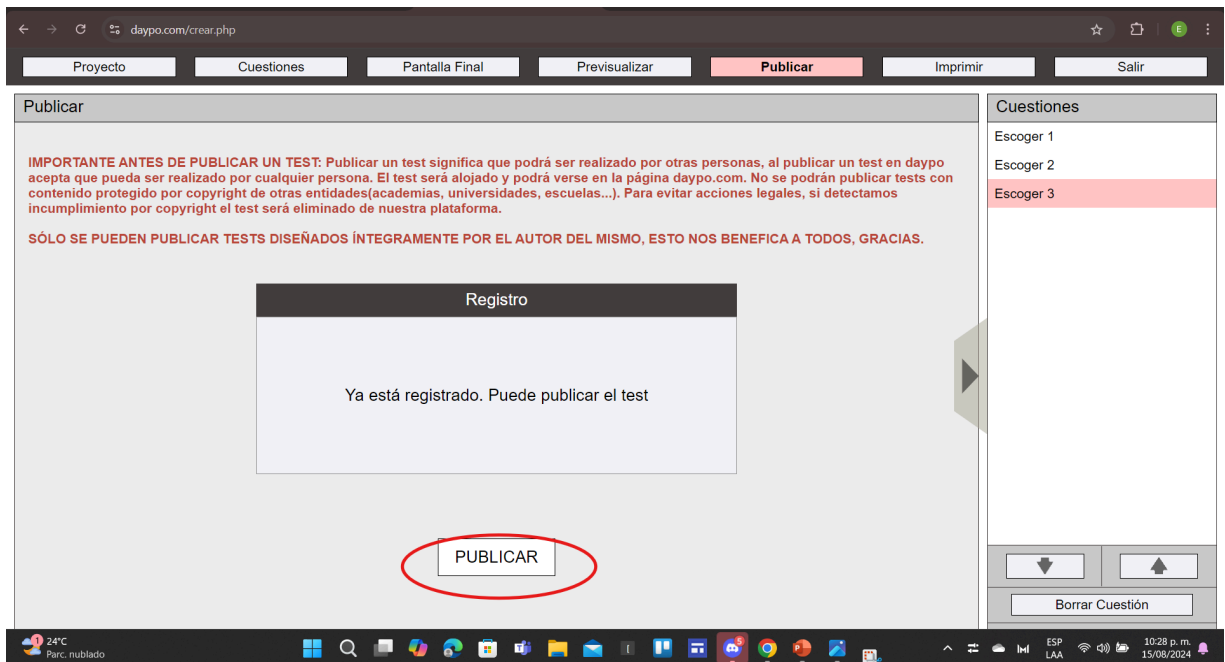 daypo.com/crear.php
E
Proyecto
Cuestiones
Pantalla Final
Previsualizar
Publicar
Imprimir
Salir
Publicar
IMPORTANTE ANTES DE PUBLICAR UN TEST: Publicar un test significa que podrá ser realizado por otras personas, al publicar un test en daypo
acepta que pueda ser realizado por cualquier persona. El test será alojado y podrá verse en la página daypo.com. No se podrán publicar tests con
contenido protegido por copyright de otras entidades(academias, universidades, escuelas...). Para evitar acciones legales, si detectamos
incumplimiento por copyright el test será eliminado de nuestra plataforma.
SÓLO SE PUEDEN PUBLICAR TESTS DISEÑADOS ÍNTEGRAMENTE POR EL AUTOR DEL MISMO, ESTO NOS BENEFICA A TODOS, GRACIAS.
Registro
Ya está registrado. Puede publicar el test
PUBLICAR
Cuestiones
Escoger 1
Escoger 2
Escoger 3
Borrar Cuestión
1
24°C
Parc. nublado
ESP
LAA
10:28 p. m.
15/08/2024